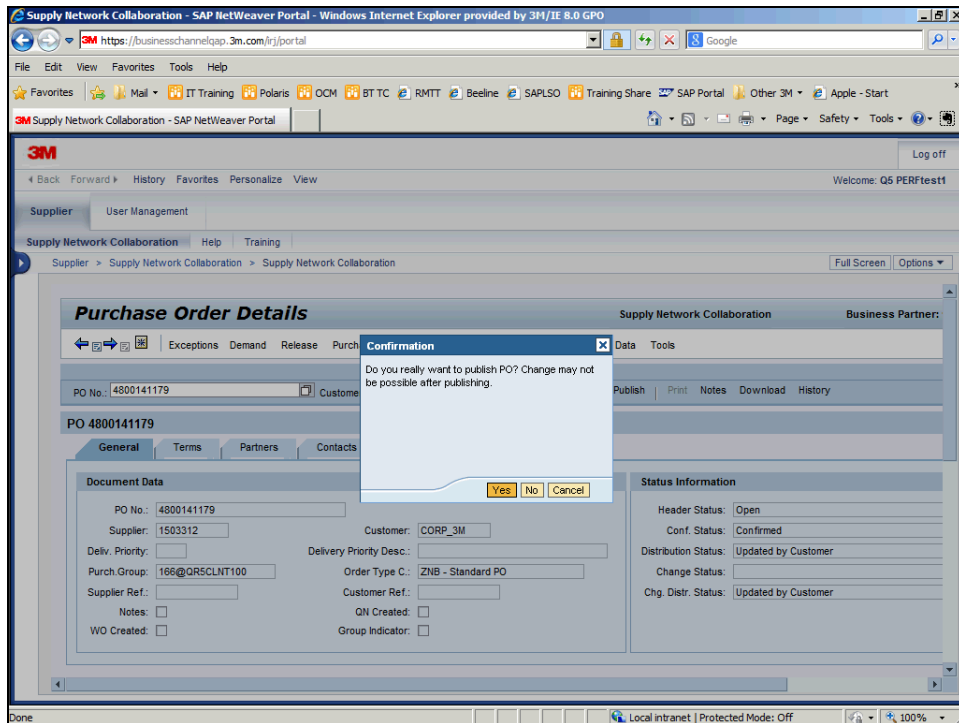 Supply Network Collaboration - SAP NetWeaver Portal - Windows Internet Explorer provided by 3M/IE 8.0 GPO
3M https://businesschannelqap.3m.com/irj/portal
Google
File Edit View Favorites Tools Help
Favorites Mail IT Training Polaris OCM BT TC RMTT Beeline SAPLSO Training Share SAP Portal Other 3M Apple - Start
3M Supply Network Collaboration - SAP NetWeaver Portal
Page Safety Tools
3M
Log off
Back Forward History Favorites Personalize View
Welcome: Q5 PERFtest1
Supplier User Management
Supply Network Collaboration Help Training
Supplier > Supply Network Collaboration > Supply Network Collaboration
Full Screen Options
Purchase Order Details
Supply Network Collaboration Business Partner:
Exceptions Demand Release Purch
Data Tools
PO No.: 4800141179 Custome
Publish Print Notes Download History
Confirmation
Do you really want to publish PO? Change may not
be possible after publishing.
Yes No Cancel
PO 4800141179
General Terms Partners Contacts
Document Data
PO No.: 4800141179
Supplier: 1503312 Customer: CORP_3M
Deliv. Priority: Delivery Priority Desc.:
Purch.Group: 166@QR5CLNT100 Order Type C.: ZNB - Standard PO
Supplier Ref.: Customer Ref.:
Notes: QN Created:
WO Created: Group Indicator:
Status Information
Header Status: Open
Conf. Status: Confirmed
Distribution Status: Updated by Customer
Change Status:
Chg. Distr. Status: Updated by Customer
Done
Local intranet | Protected Mode: Off
100%